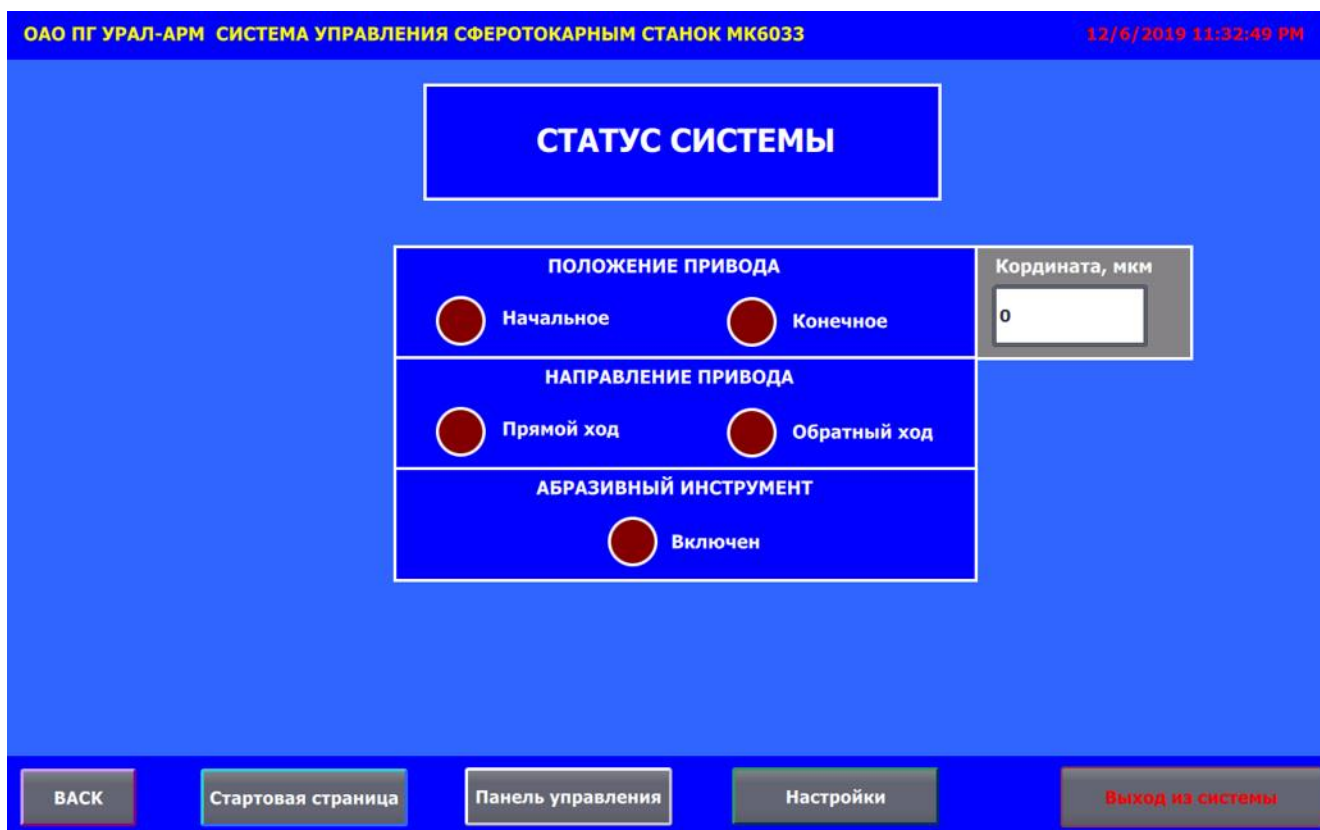 ОАО ПГ УРАЛ-АРМ СИСТЕМА УПРАВЛЕНИЯ СФЕРОТОКАРНЫМ СТАНОК МК6033
12/6/2019 11:32:49 PM
СТАТУС СИСТЕМЫ
ПОЛОЖЕНИЕ ПРИВОДА
Начальное
Конечное
Кордината, мкм
0
НАПРАВЛЕНИЕ ПРИВОДА
Прямой ход
Обратный ход
АБРАЗИВНЫЙ ИНСТРУМЕНТ
Включен
BACK
Стартовая страница
Панель управления
Настройки
Выход из системы